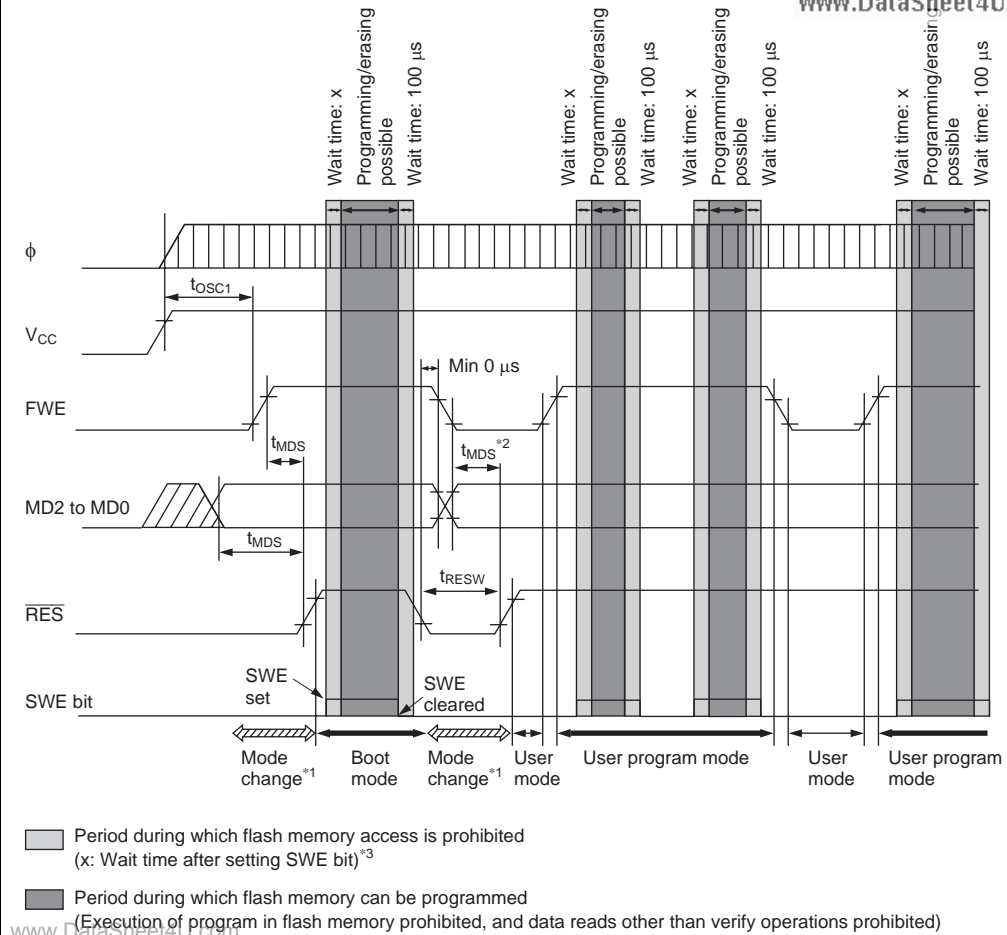 www.DataSheet4U
Wait time: x
Programming/erasing
possible
Wait time: 100 μs
Wait time: x
Programming/erasing
possible
Wait time: 100 μs
Wait time: x
Programming/erasing
possible
Wait time: 100 μs
Wait time: x
Programming/erasing
possible
Wait time: 100 μs
ϕ
tOSC1
VCC
Min 0 μs
FWE
tMDS
tMDS*2
MD2 to MD0
tMDS
tRESW
RES
SWE
set
SWE
cleared
SWE bit
Mode
change*1
Boot
mode
Mode
change*1
User
mode
User program mode
User
mode
User program
mode
Period during which flash memory access is prohibited
(x: Wait time after setting SWE bit)*3
Period during which flash memory can be programmed
(Execution of program in flash memory prohibited, and data reads other than verify operations prohibited)
www.DataSheet4U.com